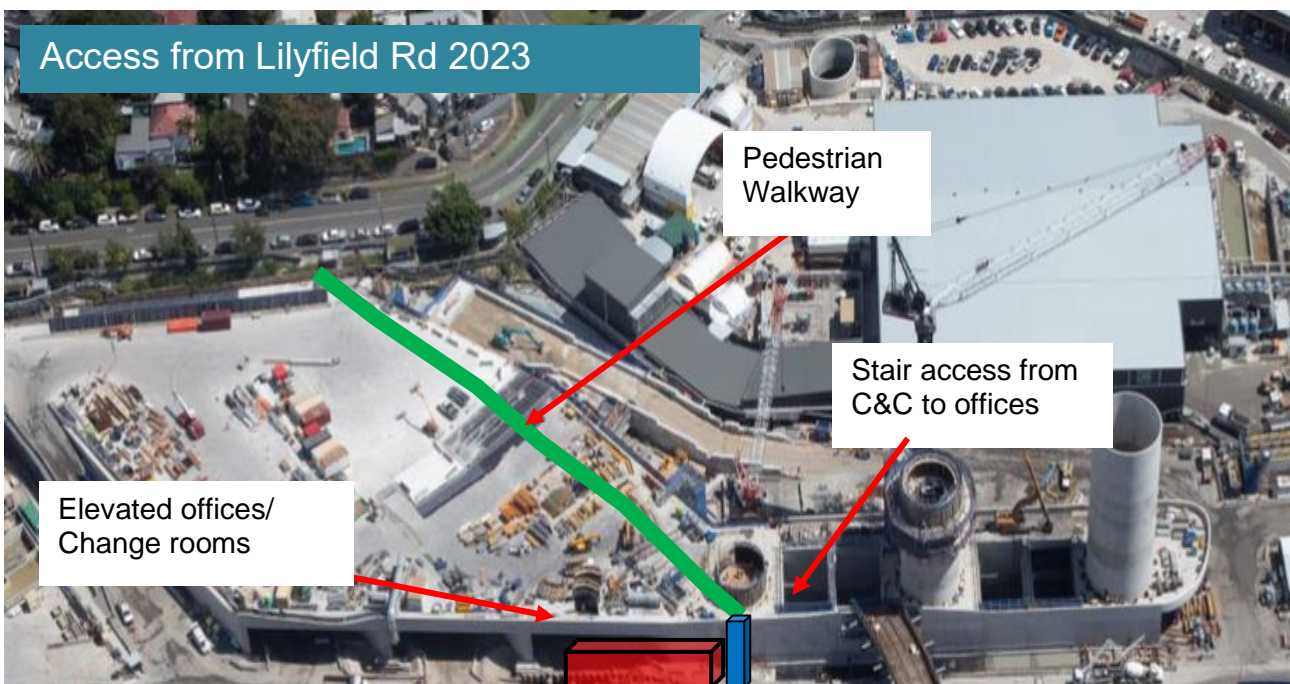 Access from Lilyfield Rd 2023
Pedestrian
Walkway
Stair access from
C&C to offices
Elevated offices/
Change rooms